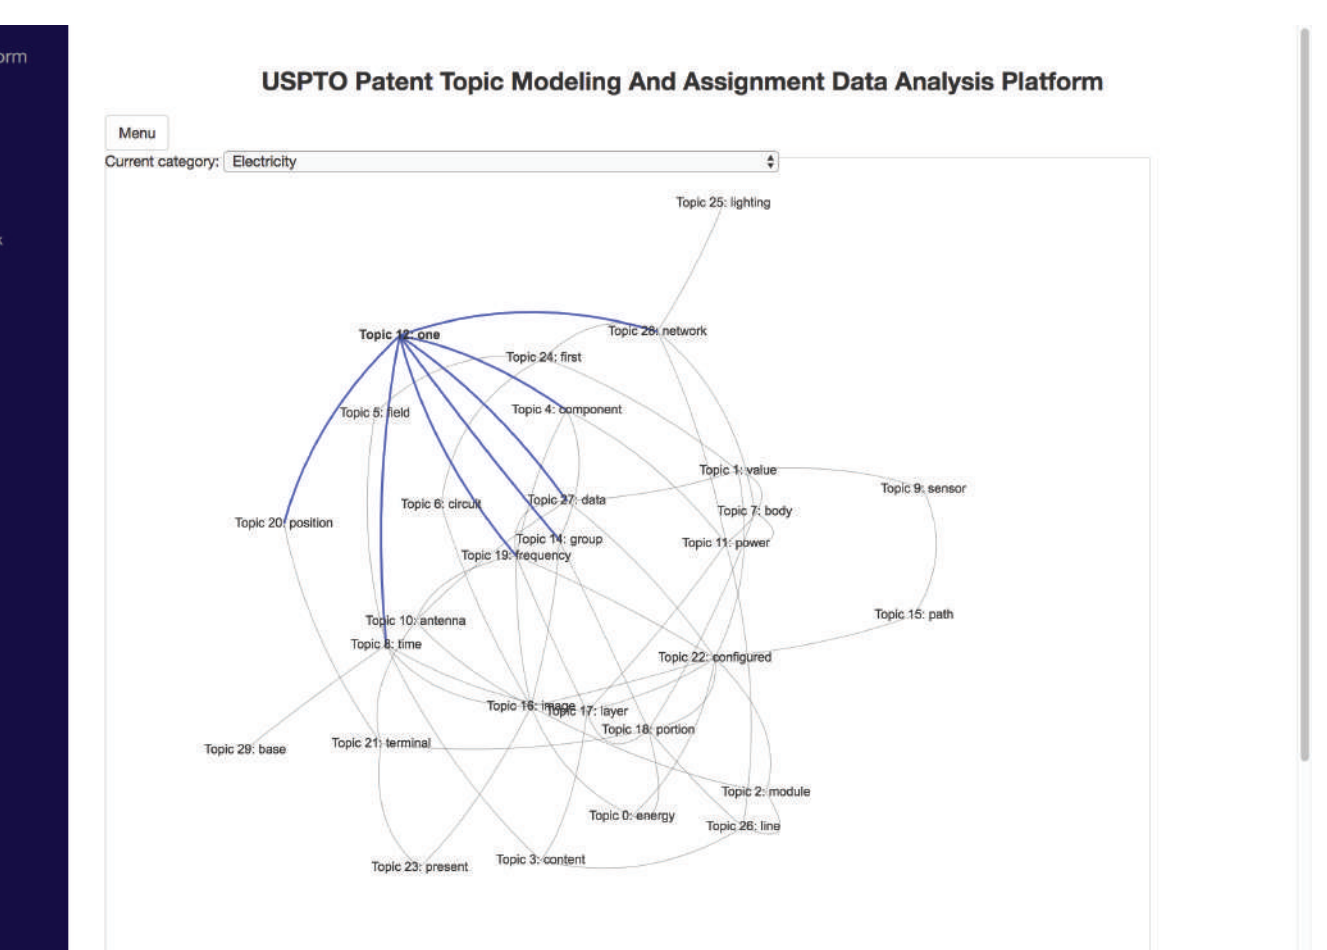 USPTO Patent Topic Modeling And Assignment Data Analysis Platform
Menu
Current category: Electricity
Topic 25: lighting
Topic 12: one
Topic 28: network
Topic 24: first
Topic 5: field
Topic 4: component
Topic 1: value
Topic 9: sensor
Topic 6: circuit
Topic 27: data
Topic 7: body
Topic 20: position
Topic 14: group
Topic 11: power
Topic 19: frequency
Topic 10: antenna
Topic 15: path
Topic 8: time
Topic 22: configured
Topic 16: image
Topic 17: layer
Topic 18: portion
Topic 29: base
Topic 21: terminal
Topic 2: module
Topic 0: energy
Topic 26: line
Topic 23: present
Topic 3: content